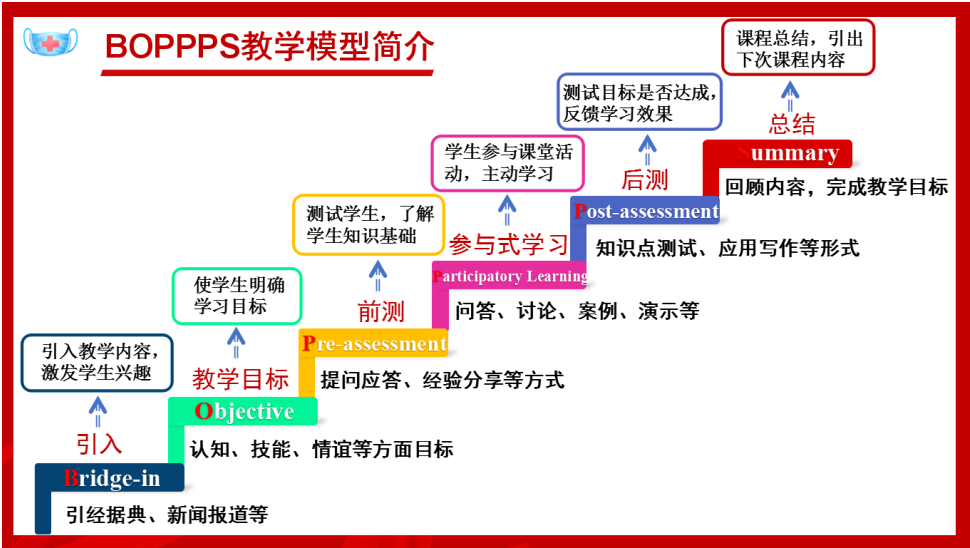 BOPPPS教学模型简介
引入教学内容，
激发学生兴趣
引入
Bridge-in
引经据典、新闻报道等
使学生明确
学习目标
教学目标
Objective
认知、技能、情谊等方面目标
测试学生，了解
学生知识基础
前测
Pre-assessment
提问应答、经验分享等方式
学生参与课堂活
动，主动学习
参与式学习
Participatory Learning
问答、讨论、案例、演示等
测试目标是否达成，
反馈学习效果
后测
Post-assessment
知识点测试、应用写作等形式
课程总结，引出
下次课程内容
总结
Summary
回顾内容，完成教学目标